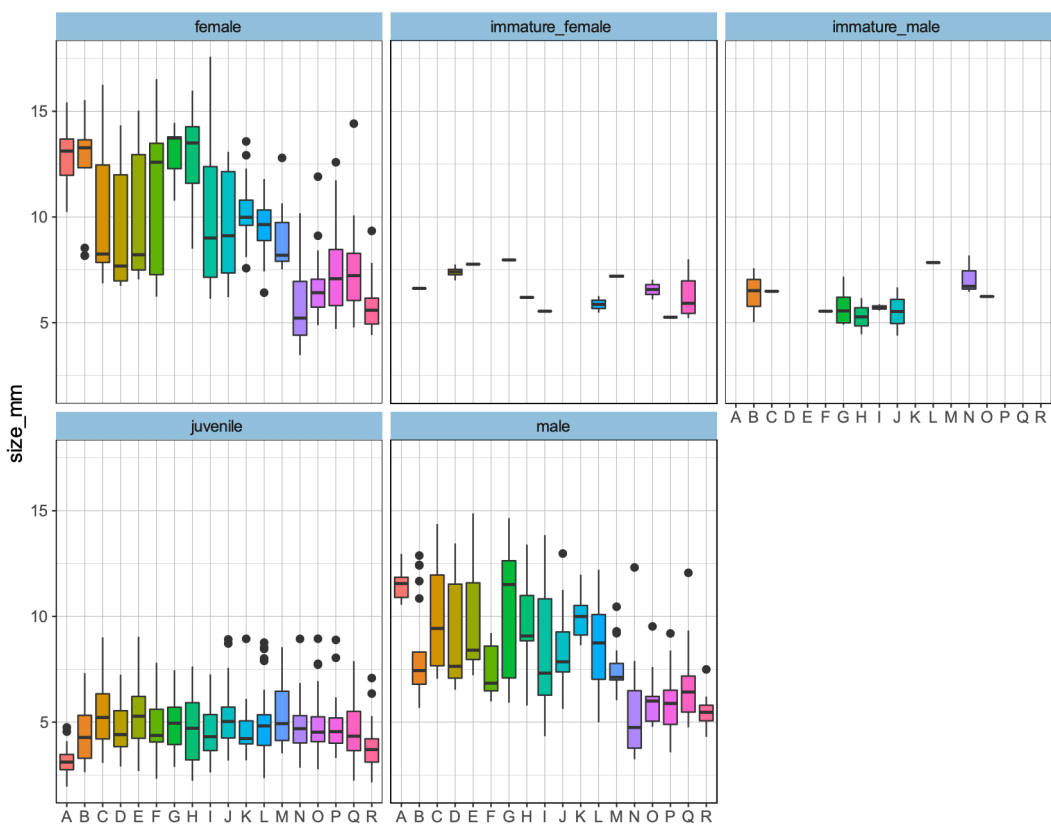 female immature_female immature_male
15
10
5
A B C D E F G H I J K L M N O P Q R
size_mm
juvenile male
15
10
5
A B C D E F G H I J K L M N O P Q R A B C D E F G H I J K L M N O P Q R